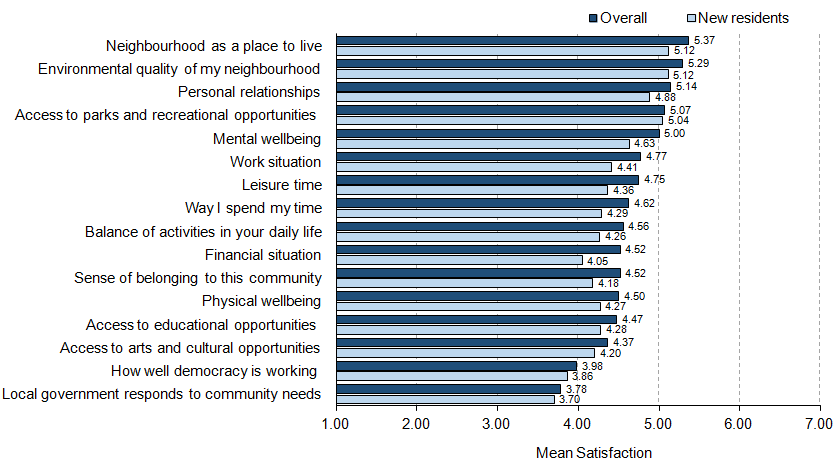 Overall New residents
Neighbourhood as a place to live 5.37
5.12
Environmental quality of my neighbourhood 5.29
5.12
Personal relationships 5.14
4.88
Access to parks and recreational opportunities 5.07
5.04
Mental wellbeing 5.00
4.63
Work situation 4.77
4.41
Leisure time 4.75
4.36
Way I spend my time 4.62
4.29
Balance of activities in your daily life 4.56
4.26
Financial situation 4.52
4.05
Sense of belonging to this community 4.52
4.18
Physical wellbeing 4.50
4.27
Access to educational opportunities 4.47
4.28
Access to arts and cultural opportunities 4.37
4.20
How well democracy is working 3.98
3.86
Local government responds to community needs 3.78
3.70
1.00 2.00 3.00 4.00 5.00 6.00 7.00
Mean Satisfaction